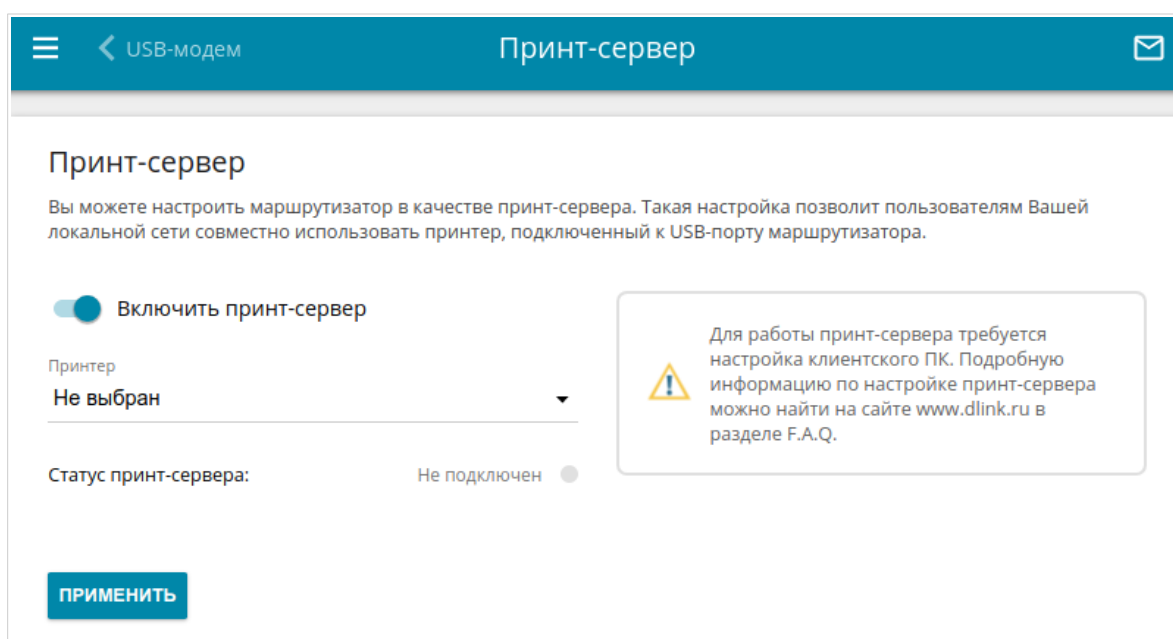 USB-модем
Принт-сервер
Принт-сервер
Вы можете настроить маршрутизатор в качестве принт-сервера. Такая настройка позволит пользователям Вашей
локальной сети совместно использовать принтер, подключенный к USB-порту маршрутизатора.
Включить принт-сервер
Принтер
Не выбран
Статус принт-сервера:
Не подключен
Для работы принт-сервера требуется
настройка клиентского ПК. Подробную
информацию по настройке принт-сервера
можно найти на сайте www.dlink.ru в
разделе F.A.Q.
ПРИМЕНИТЬ